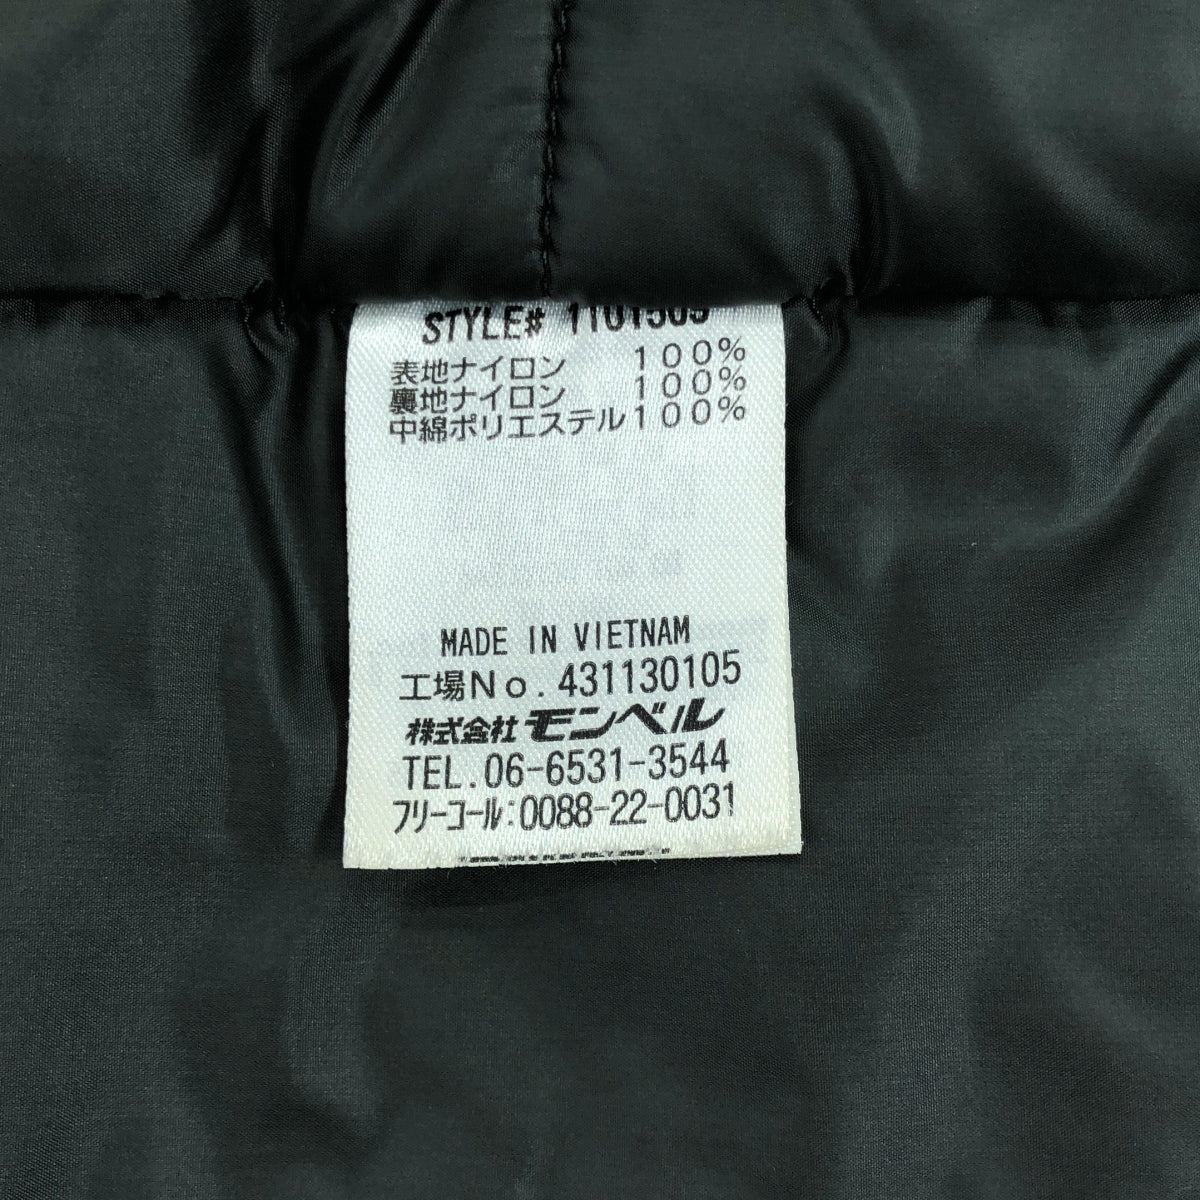 STYLE# 1101505
表地ナイロン 100%
裏地ナイロン 100%
中綿ポリエステル100%
MADE IN VIETNAM
工場No.431130105
株式会社モンベル
TEL.06-6531-3544
フリーコール:0088-22-0031